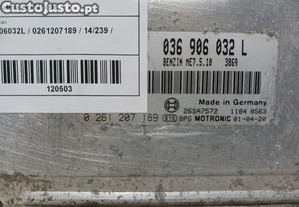 CustoJusto.pt
06032L / 0261207189 / 14/239 /
120503
036 906 032 L
BENZIN ME7.5.10 3869
Made in Germany
26SA7572 1184 0563
0 261 207 189 BPG MOTRONIC 01-04-20